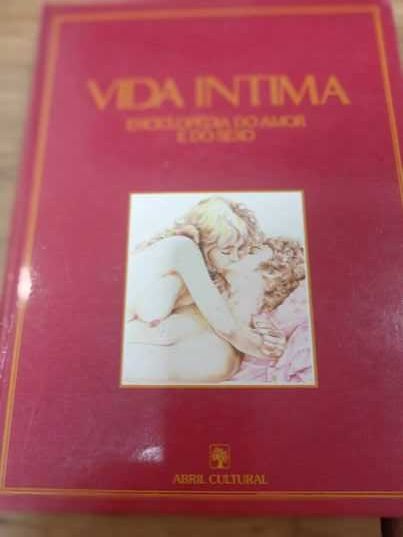 VIDA INTIMA
ENCICLOPÉDIA DO AMOR
E DO SEXO
ABRIL CULTURAL